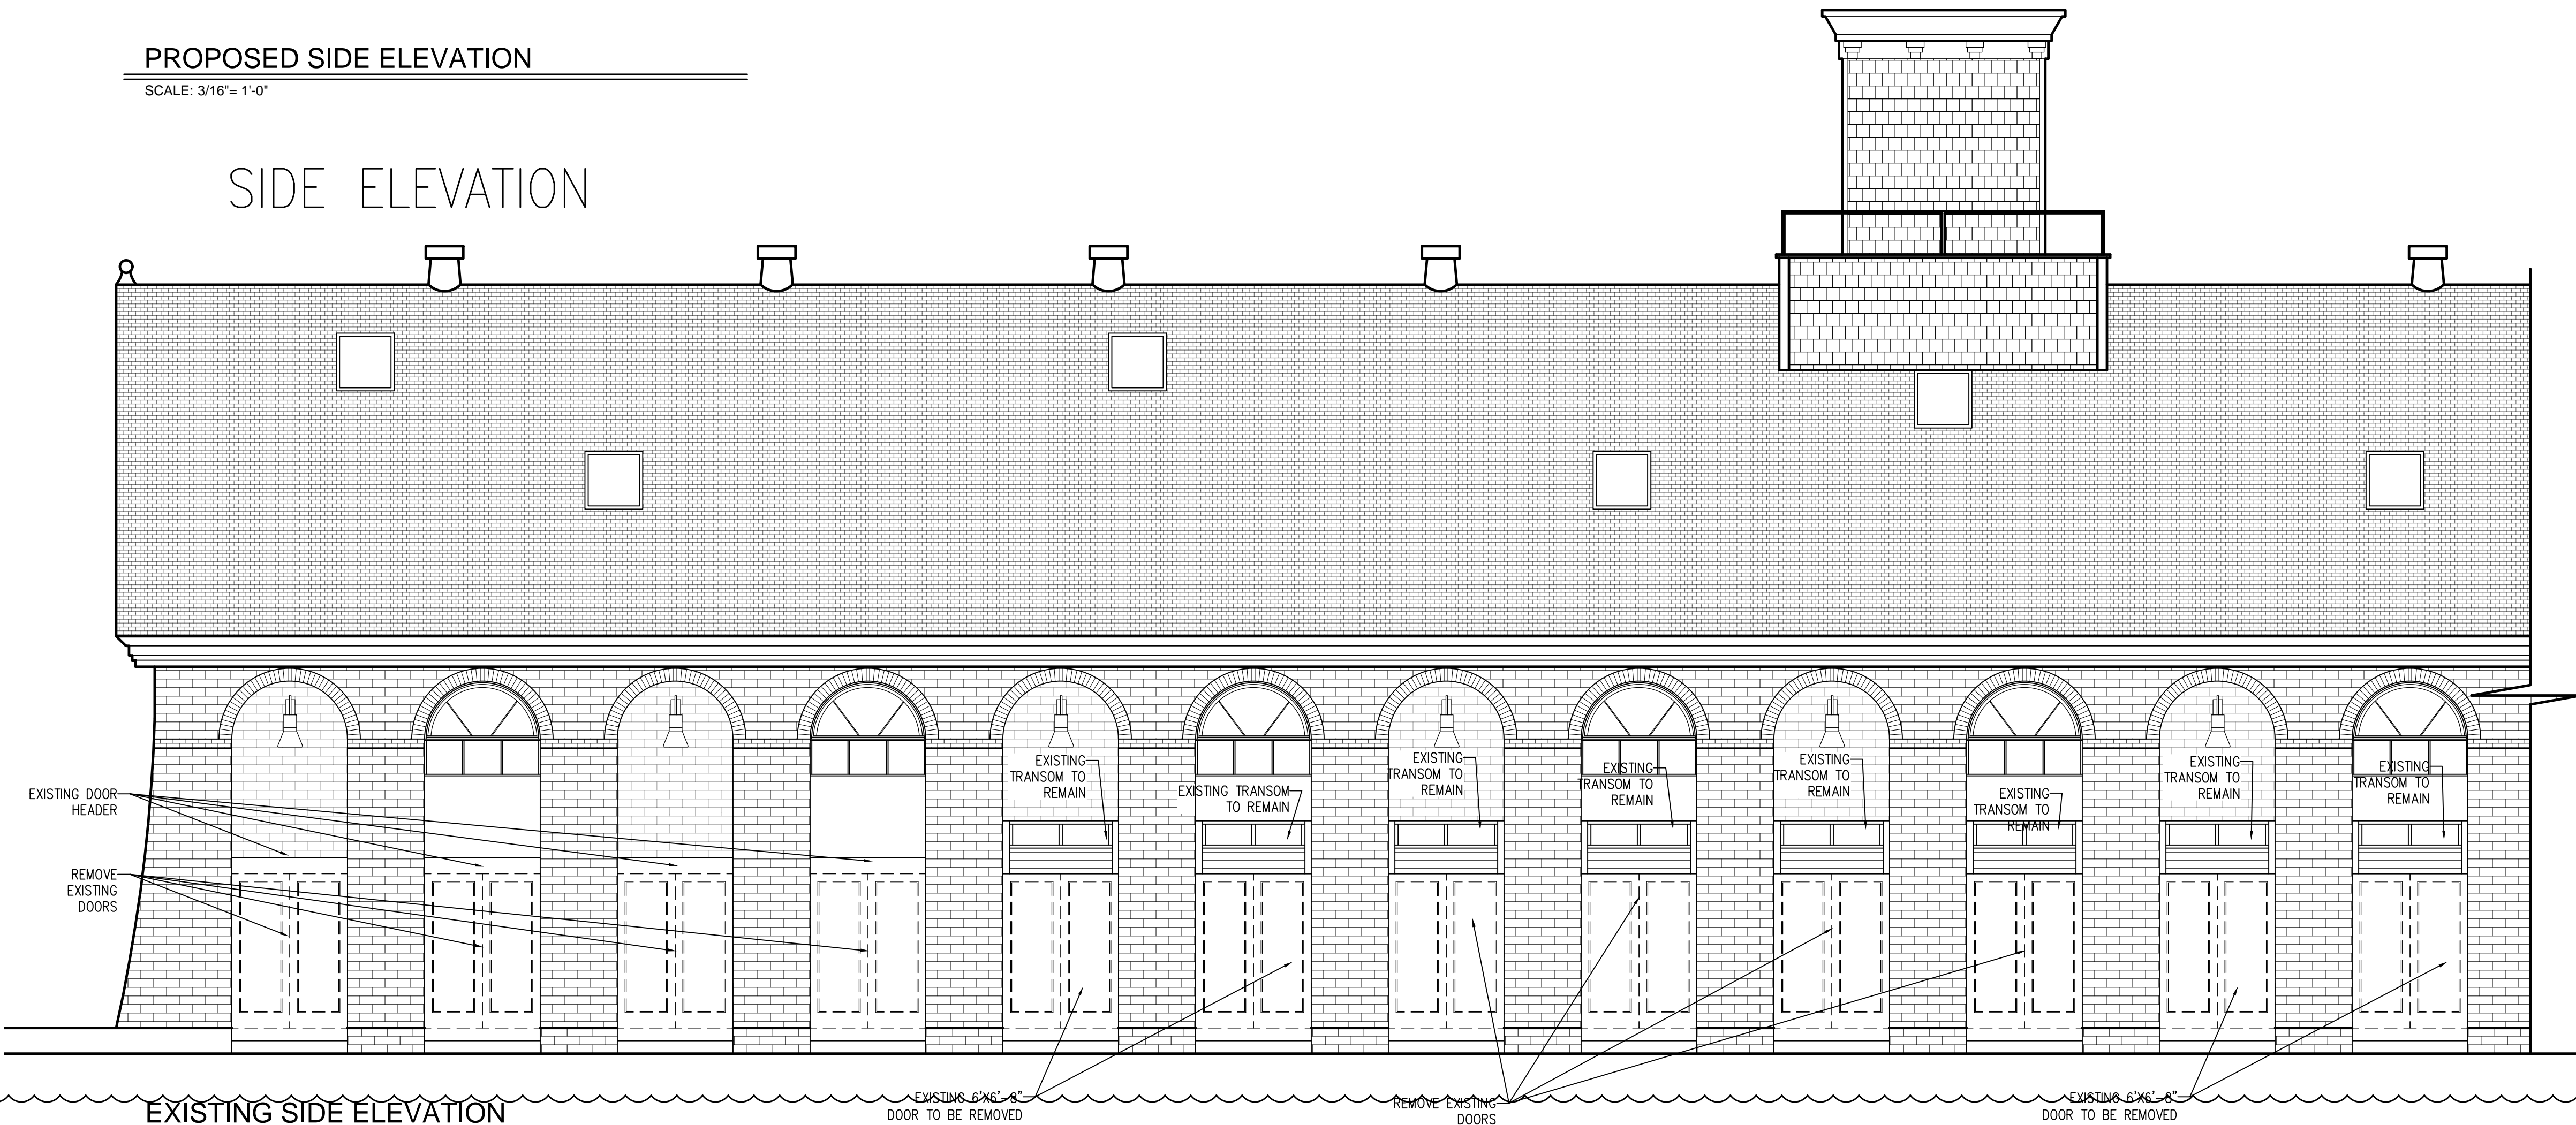 PROPOSED SIDE ELEVATION
SCALE: 3/16"= 1'-0"
SIDE ELEVATION
EXISTING DOOR
HEADER
REMOVE
EXISTING
DOORS
EXISTING
TRANSOM TO
REMAIN
EXISTING TRANSOM
TO REMAIN
EXISTING
TRANSOM TO
REMAIN
EXISTING
TRANSOM TO
REMAIN
EXISTING
TRANSOM TO
REMAIN
EXISTING
TRANSOM TO
REMAIN
EXISTING
TRANSOM TO
REMAIN
EXISTING
TRANSOM TO
REMAIN
EXISTING 6'X6'-8"
DOOR TO BE REMOVED
REMOVE EXISTING
DOORS
EXISTING 6'X6'-8"
DOOR TO BE REMOVED
EXISTING SIDE ELEVATION